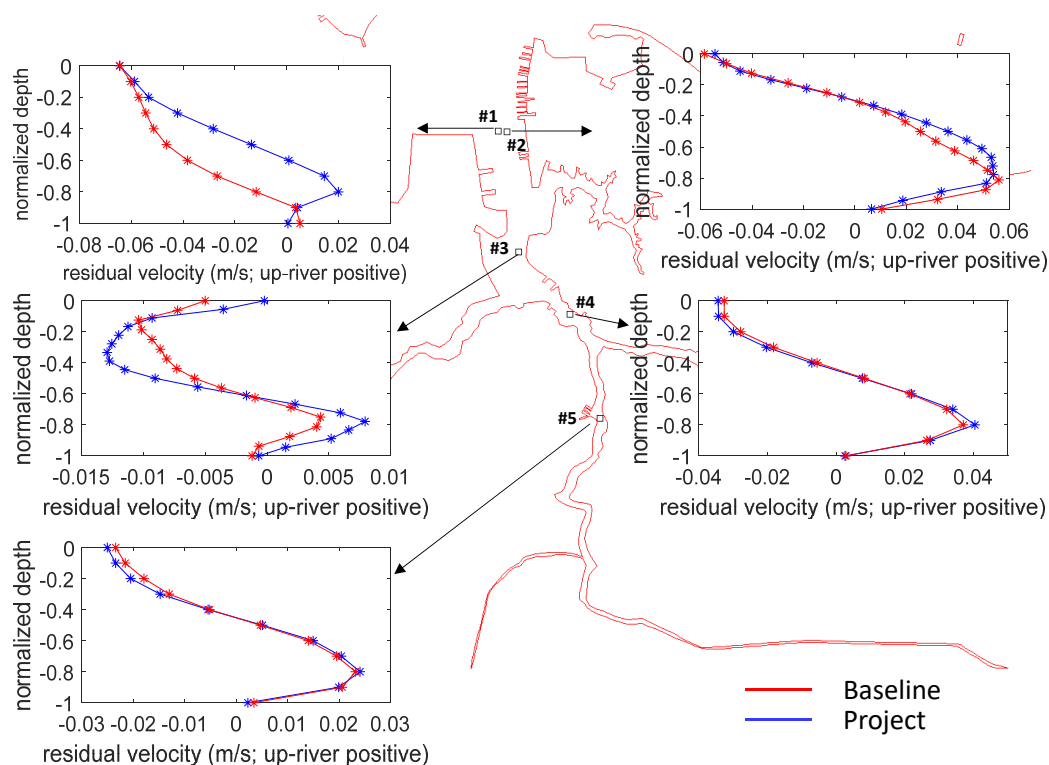 0
-0.2
-0.4
-0.6
-0.8
-1
normalized depth
-0.08 -0.06 -0.04 -0.02 0 0.02 0.04
residual velocity (m/s; up-river positive)
#1
#2
0
-0.2
-0.4
-0.6
-0.8
-1
normalized depth
-0.06 -0.04 -0.02 0 0.02 0.04 0.06
residual velocity (m/s; up-river positive)
#3
#4
#5
0
-0.2
-0.4
-0.6
-0.8
-1
normalized depth
-0.015 -0.01 -0.005 0 0.005 0.01
residual velocity (m/s; up-river positive)
0
-0.2
-0.4
-0.6
-0.8
-1
normalized depth
-0.04 -0.02 0 0.02 0.04
residual velocity (m/s; up-river positive)
0
-0.2
-0.4
-0.6
-0.8
-1
normalized depth
-0.03 -0.02 -0.01 0 0.01 0.02 0.03
residual velocity (m/s; up-river positive)
Baseline
Project